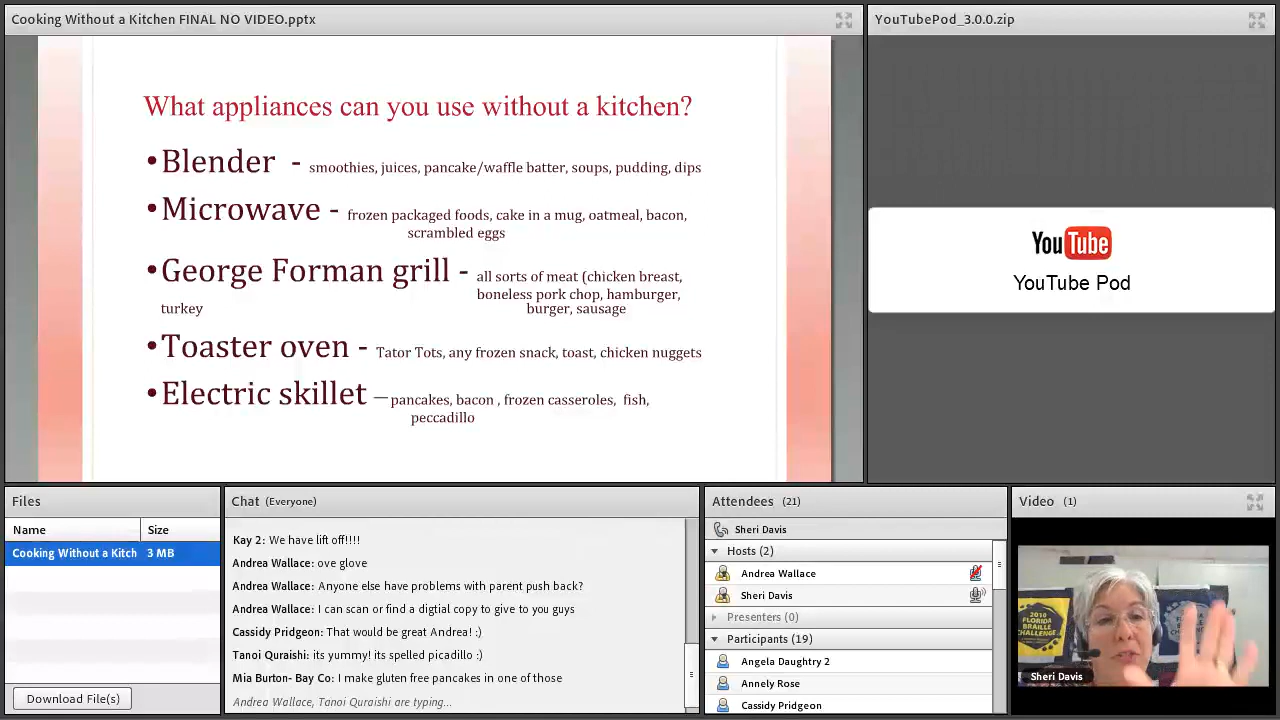 Cooking Without a Kitchen FINAL NO VIDEO.pptx
What appliances can you use without a kitchen?
•Blender - smoothies, juices, pancake/waffle batter, soups, pudding, dips
•Microwave - frozen packaged foods, cake in a mug, oatmeal, bacon,
scrambled eggs
•George Forman grill - all sorts of meat (chicken breast,
boneless pork chop, hamburger,
turkey burger, sausage
•Toaster oven - Tator Tots, any frozen snack, toast, chicken nuggets
•Electric skillet —pancakes, bacon , frozen casseroles, fish,
peccadillo
YouTubePod_3.0.0.zip
YouTube
YouTube Pod
Files
Name Size
Cooking Without a Kitch 3 MB
Download File(s)
Chat (Everyone)
Kay 2: We have lift off!!!!
Andrea Wallace: ove glove
Andrea Wallace: Anyone else have problems with parent push back?
Andrea Wallace: I can scan or find a digtial copy to give to you guys
Cassidy Pridgeon: That would be great Andrea! :)
Tanoi Quraishi: its yummy! its spelled picadillo :)
Mia Burton- Bay Co: I make gluten free pancakes in one of those
Andrea Wallace, Tanoi Quraishi are typing...
Attendees (21)
Sheri Davis
Hosts (2)
Andrea Wallace
Sheri Davis
Presenters (0)
Participants (19)
Angela Daughtry 2
Annely Rose
Cassidy Pridgeon
Video (1)
2010
FLORIDA
BRAILLE
CHALLENGE
Sheri Davis